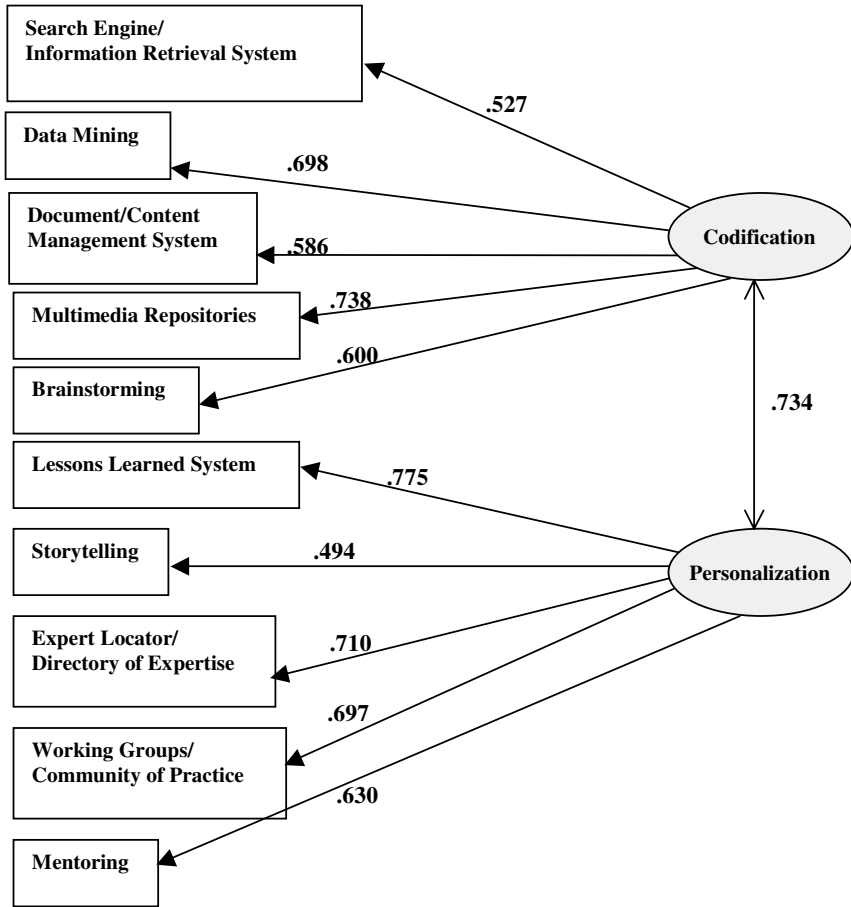 Search Engine/
Information Retrieval System
.527
Data Mining
.698
Document/Content
Management System
.586
Codification
Multimedia Repositories
.738
.600
Brainstorming
.734
Lessons Learned System
.775
Storytelling
.494
Personalization
Expert Locator/
Directory of Expertise
.710
.697
Working Groups/
Community of Practice
.630
Mentoring